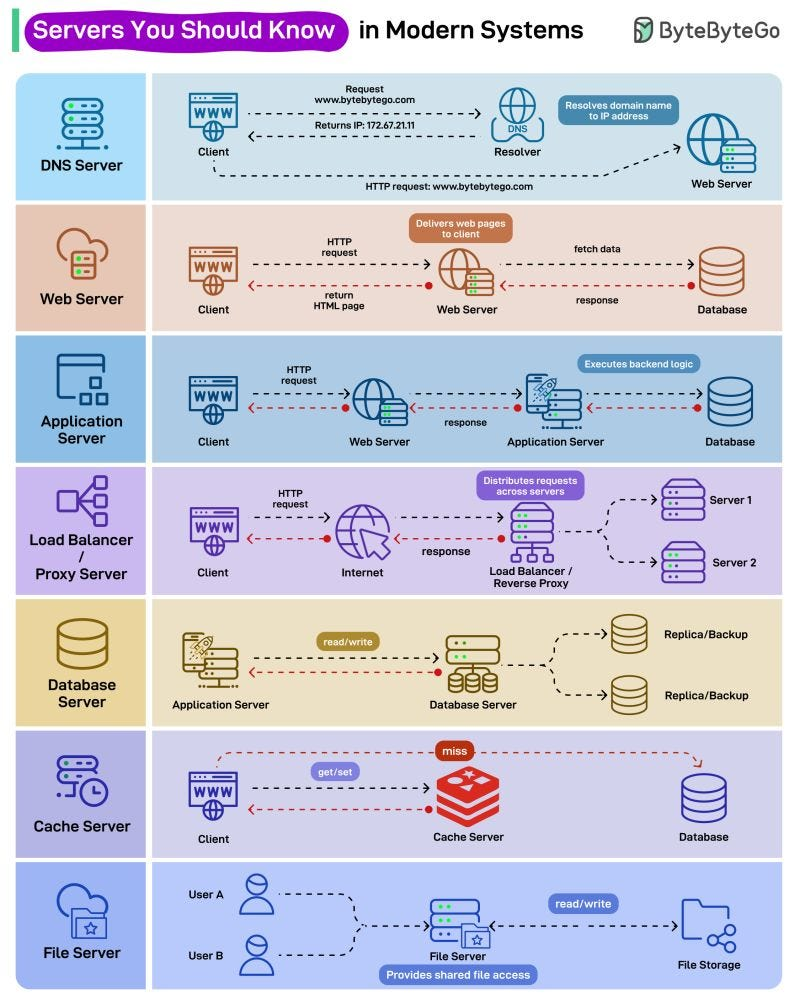 Servers You Should Know in Modern Systems
ByteByteGo
DNS Server
WWW
Client
Request
www.bytebytego.com
Returns IP: 172.67.21.11
DNS
Resolver
Resolves domain name
to IP address
Web Server
HTTP request: www.bytebytego.com
Web Server
WWW
Client
HTTP
request
return
HTML page
Delivers web pages
to client
Web Server
fetch data
response
Database
Application
Server
WWW
Client
HTTP
request
Web Server
response
Executes backend logic
Application Server
Database
Load Balancer
/
Proxy Server
WWW
Client
HTTP
request
Internet
response
Distributes requests
across servers
Load Balancer /
Reverse Proxy
Server 1
Server 2
Database
Server
Application Server
read/write
Database Server
Replica/Backup
Replica/Backup
Cache Server
WWW
Client
miss
get/set
Cache Server
Database
File Server
User A
User B
File Server
Provides shared file access
read/write
File Storage